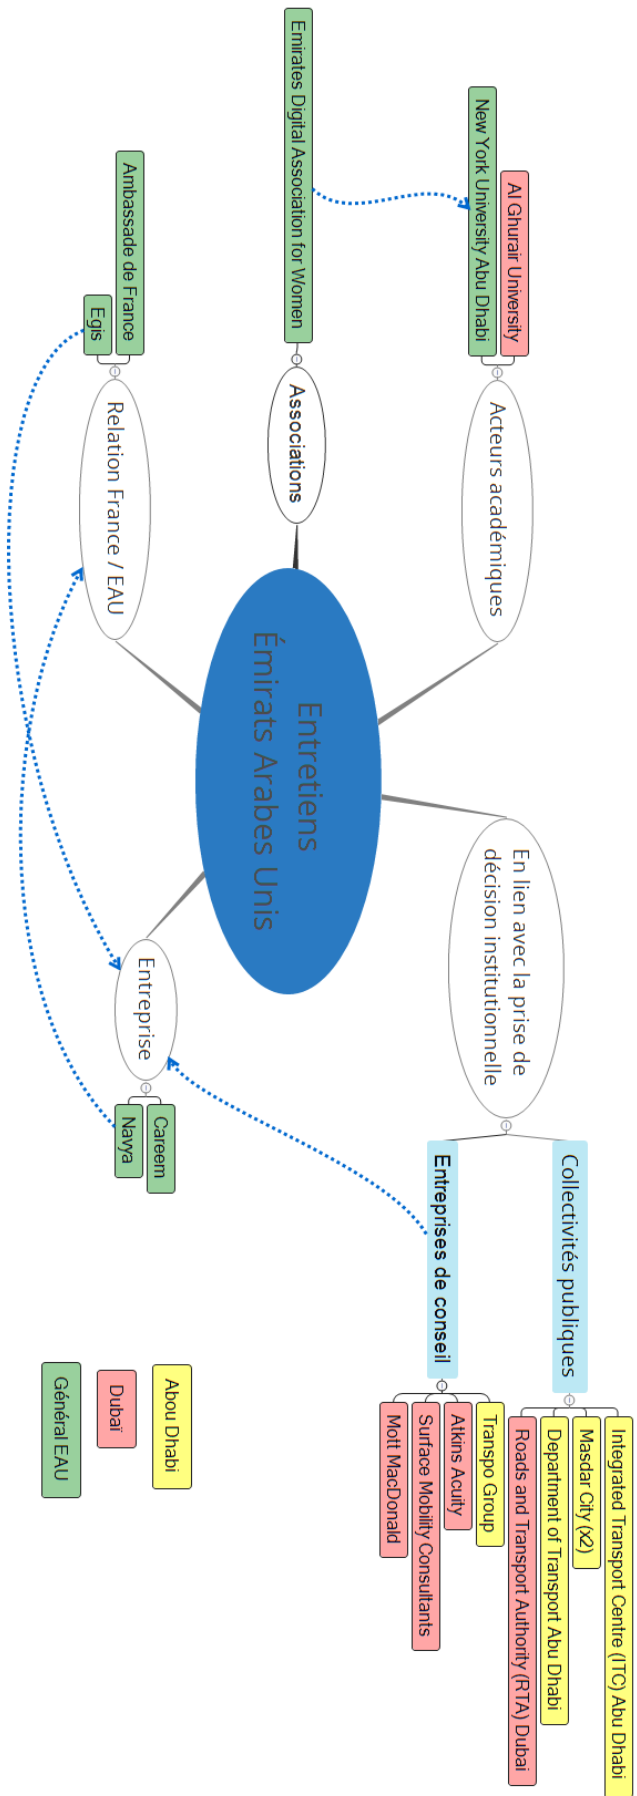 Al Ghurair University
New York University Abu Dhabi
Acteurs académiques
Emirates Digital Association for Women
Associations
Ambassade de France
Egis
Relation France / EAU
Entretiens
Émirats Arabes Unis
En lien avec la prise de
décision institutionnelle
Collectivités publiques
Integrated Transport Centre (ITC) Abu Dhabi
Masdar City (x2)
Department of Transport Abu Dhabi
Roads and Transport Authority (RTA) Dubai
Entreprises de conseil
Transpo Group
Atkins Acuity
Surface Mobility Consultants
Mott MacDonald
Entreprise
Careem
Navya
Abou Dhabi
Dubaï
Général EAU